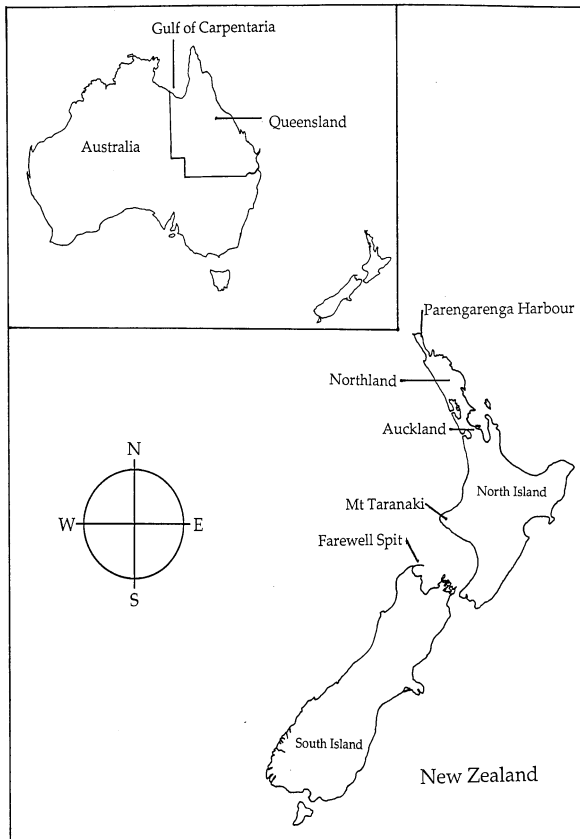 Gulf of Carpentaria
Queensland
Australia
Parengarenga Harbour
Northland
Auckland
N
W E
S
North Island
Mt Taranaki
Farewell Spit
South Island
New Zealand